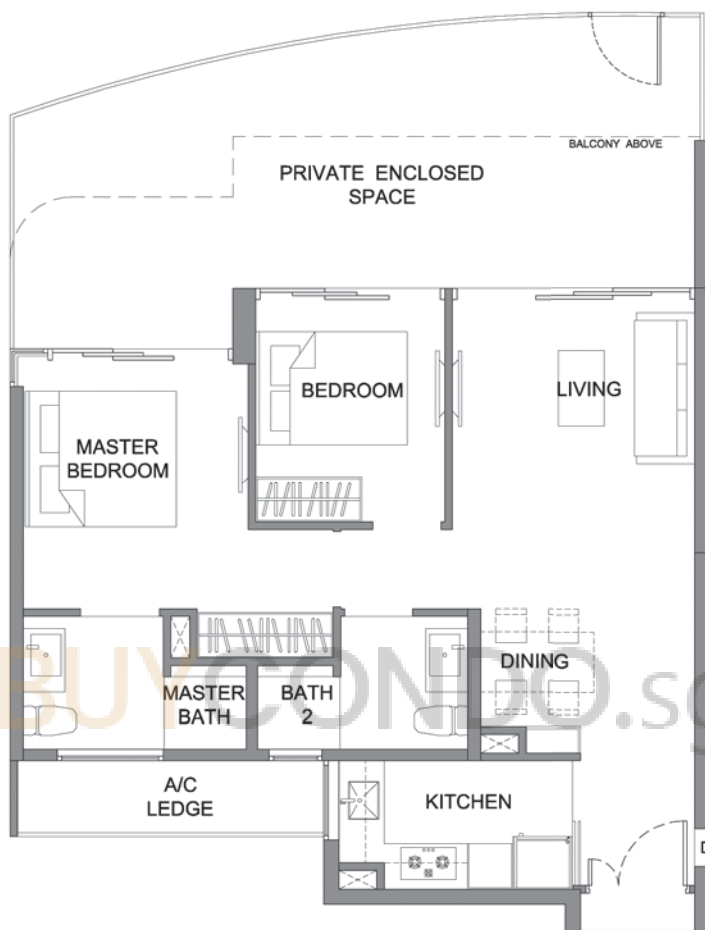 BALCONY ABOVE
PRIVATE ENCLOSED
SPACE
BEDROOM
LIVING
MASTER
BEDROOM
DINING
BUYCONDO.sg
MASTER
BATH
BATH
2
A/C
LEDGE
KITCHEN
D